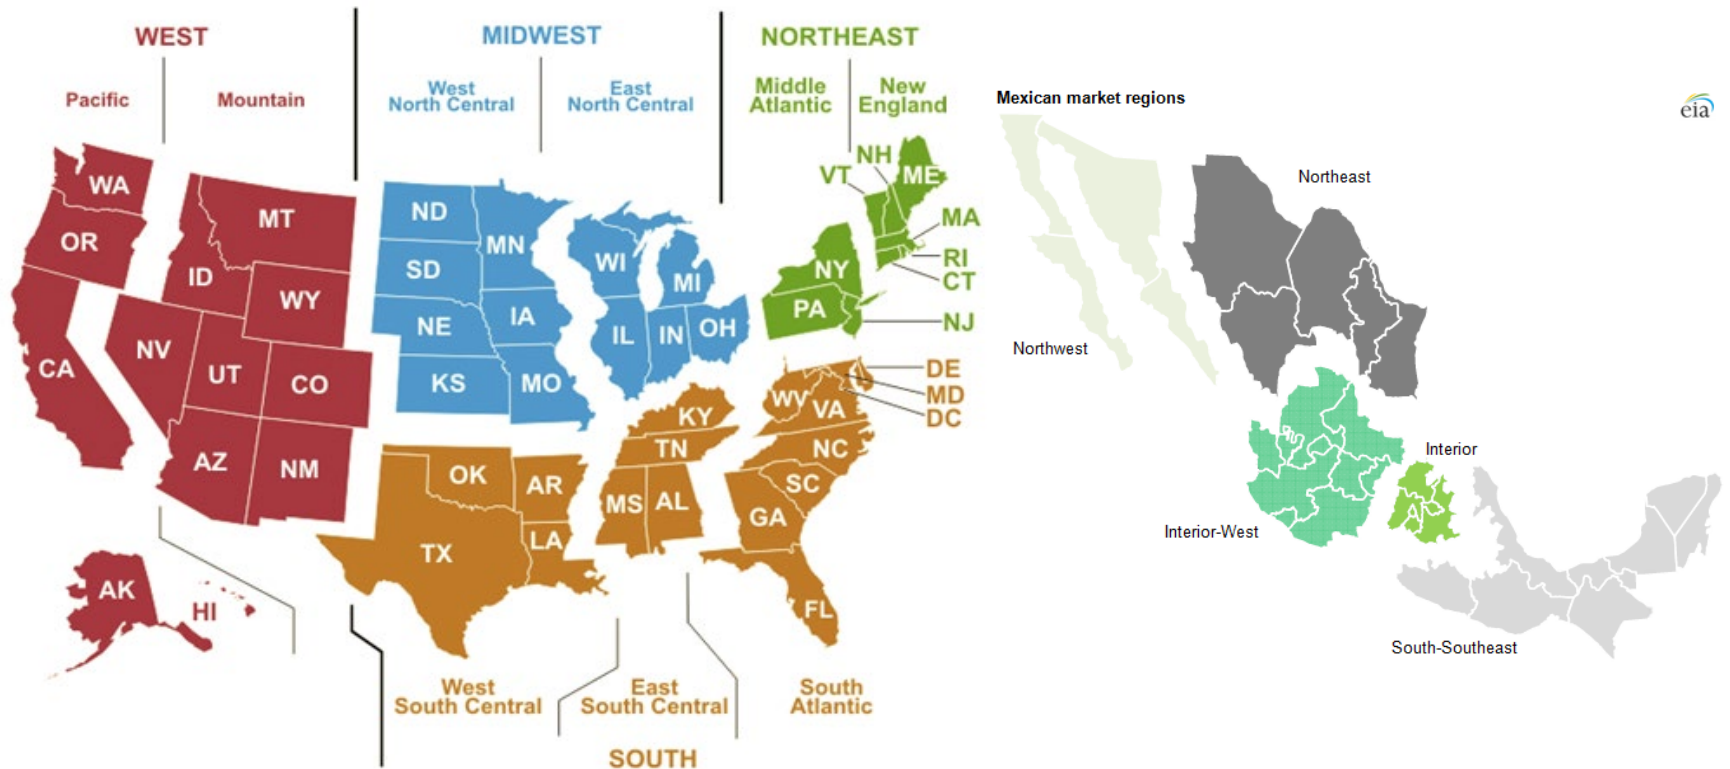 WEST
Pacific
Mountain
MIDWEST
West
North Central
East
North Central
NORTHEAST
Middle
Atlantic
New
England
WA
OR
CA
MT
ID
WY
NV
UT
CO
AZ
NM
AK
HI
ND
SD
NE
KS
MN
IA
MO
WI
MI
IL
IN
OH
VT
NH
ME
MA
RI
CT
NY
PA
NJ
DE
MD
DC
WV
VA
KY
TN
NC
SC
OK
AR
MS
AL
GA
TX
LA
FL
West
South Central
East
South Central
South
Atlantic
SOUTH
Mexican market regions
eia
Northeast
Northwest
Interior
Interior-West
South-Southeast